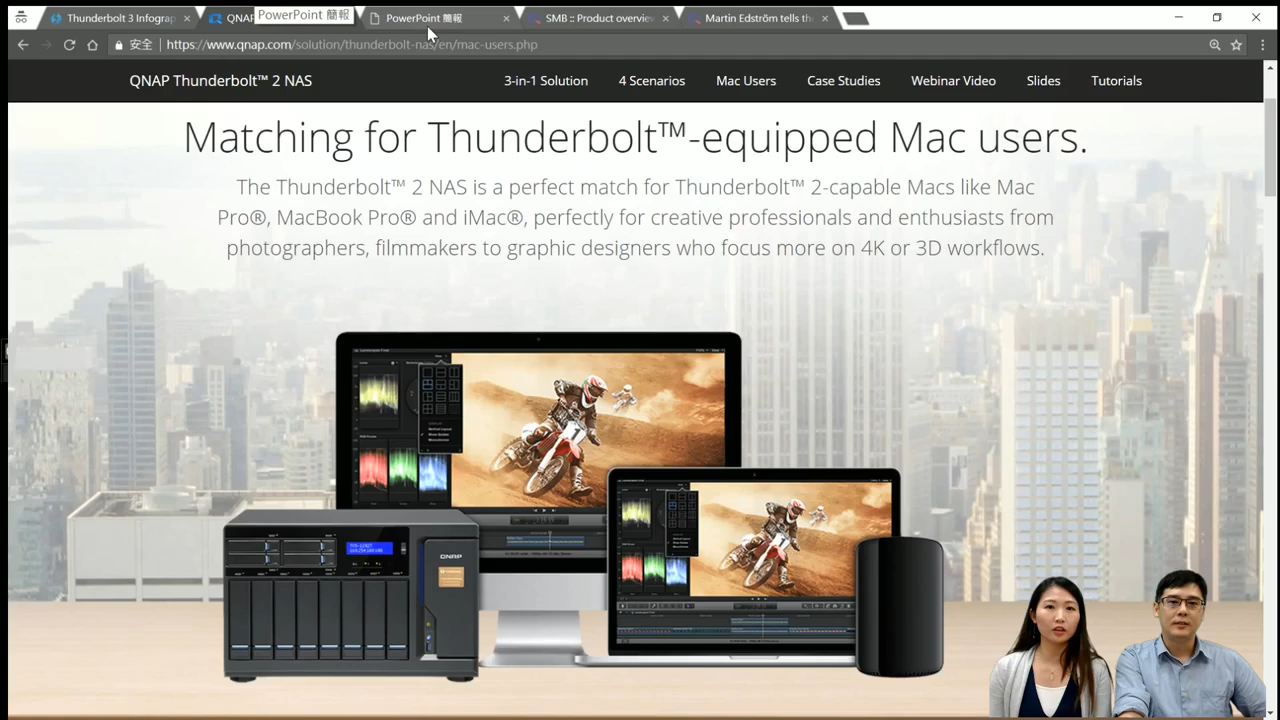 Thunderbolt 3 Infograp
QNAP
PowerPoint 簡報
PowerPoint 簡報
SMB :: Product overview
Martin Edström tells th
安全
https://www.qnap.com/solution/thunderbolt-nas/en/mac-users.php
QNAP Thunderbolt™ 2 NAS
3-in-1 Solution
4 Scenarios
Mac Users
Case Studies
Webinar Video
Slides
Tutorials
Matching for Thunderbolt™-equipped Mac users.
The Thunderbolt™ 2 NAS is a perfect match for Thunderbolt™ 2-capable Macs like Mac
Pro®, MacBook Pro® and iMac®, perfectly for creative professionals and enthusiasts from
photographers, filmmakers to graphic designers who focus more on 4K or 3D workflows.
QNAP